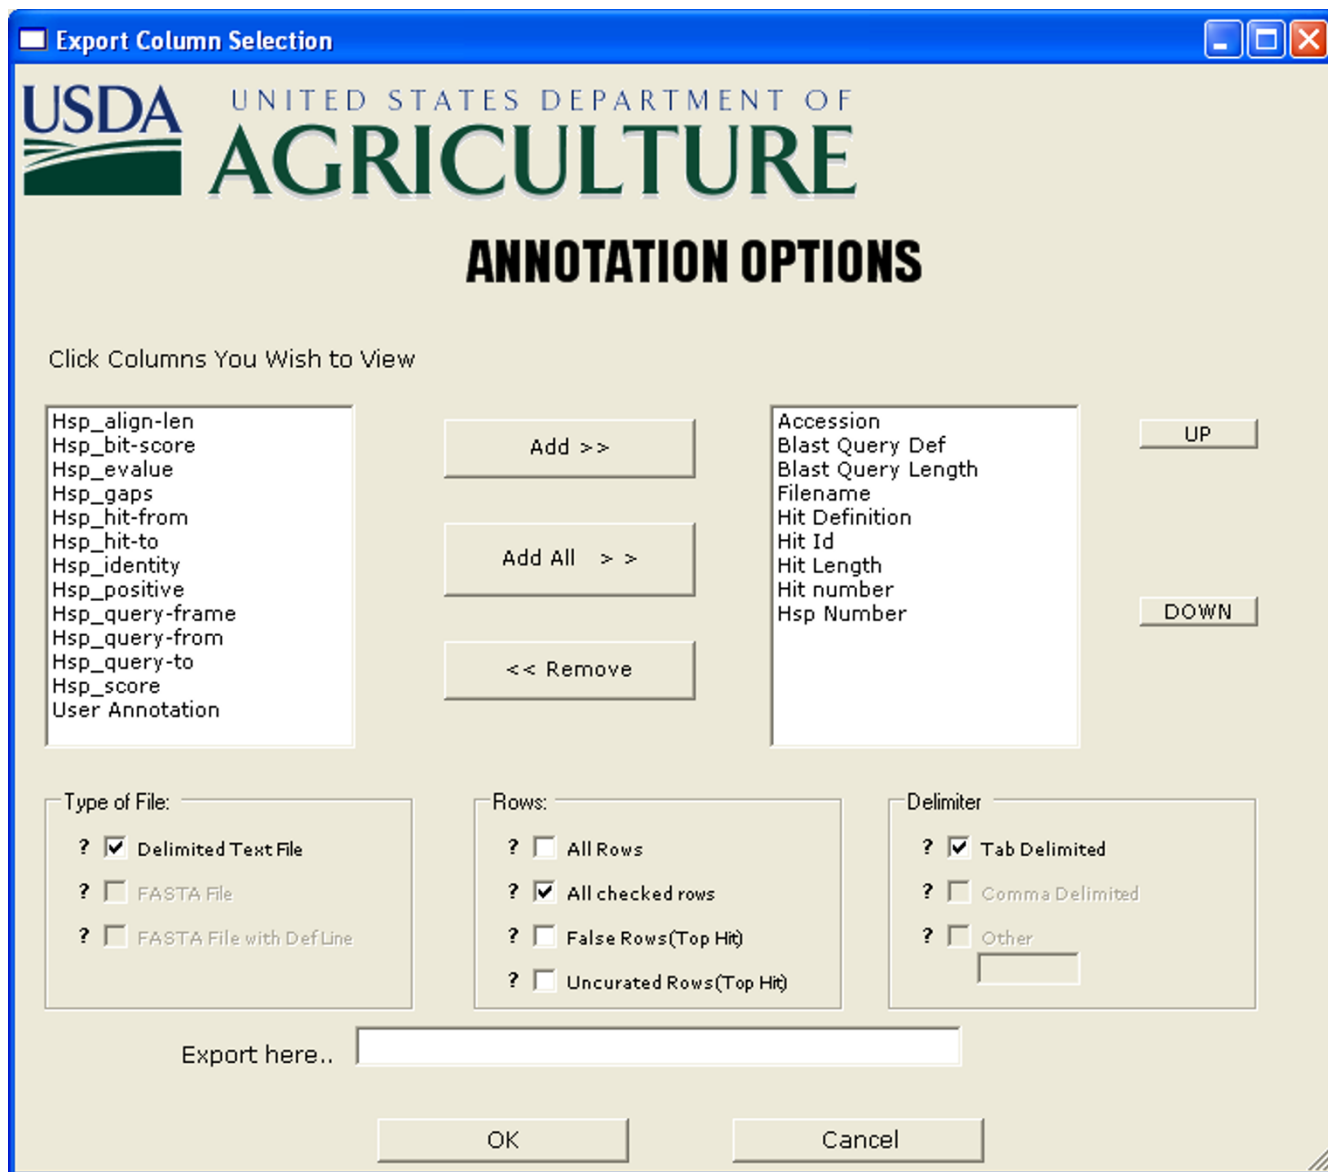 Export Column Selection
USDA
UNITED STATES DEPARTMENT OF
AGRICULTURE
ANNOTATION OPTIONS
Click Columns You Wish to View
Hsp_align-len
Hsp_bit-score
Hsp_evalue
Hsp_gaps
Hsp_hit-from
Hsp_hit-to
Hsp_identity
Hsp_positive
Hsp_query-frame
Hsp_query-from
Hsp_query-to
Hsp_score
User Annotation
Add >>
Add All > >
<< Remove
Accession
Blast Query Def
Blast Query Length
Filename
Hit Definition
Hit Id
Hit Length
Hit number
Hsp Number
UP
DOWN
Type of File:
? Delimited Text File
? FASTA File
? FASTA File with DefLine
Rows:
? All Rows
? All checked rows
? False Rows(Top Hit)
? Uncurated Rows(Top Hit)
Delimiter
? Tab Delimited
? Comma Delimited
? Other
Export here..
OK
Cancel